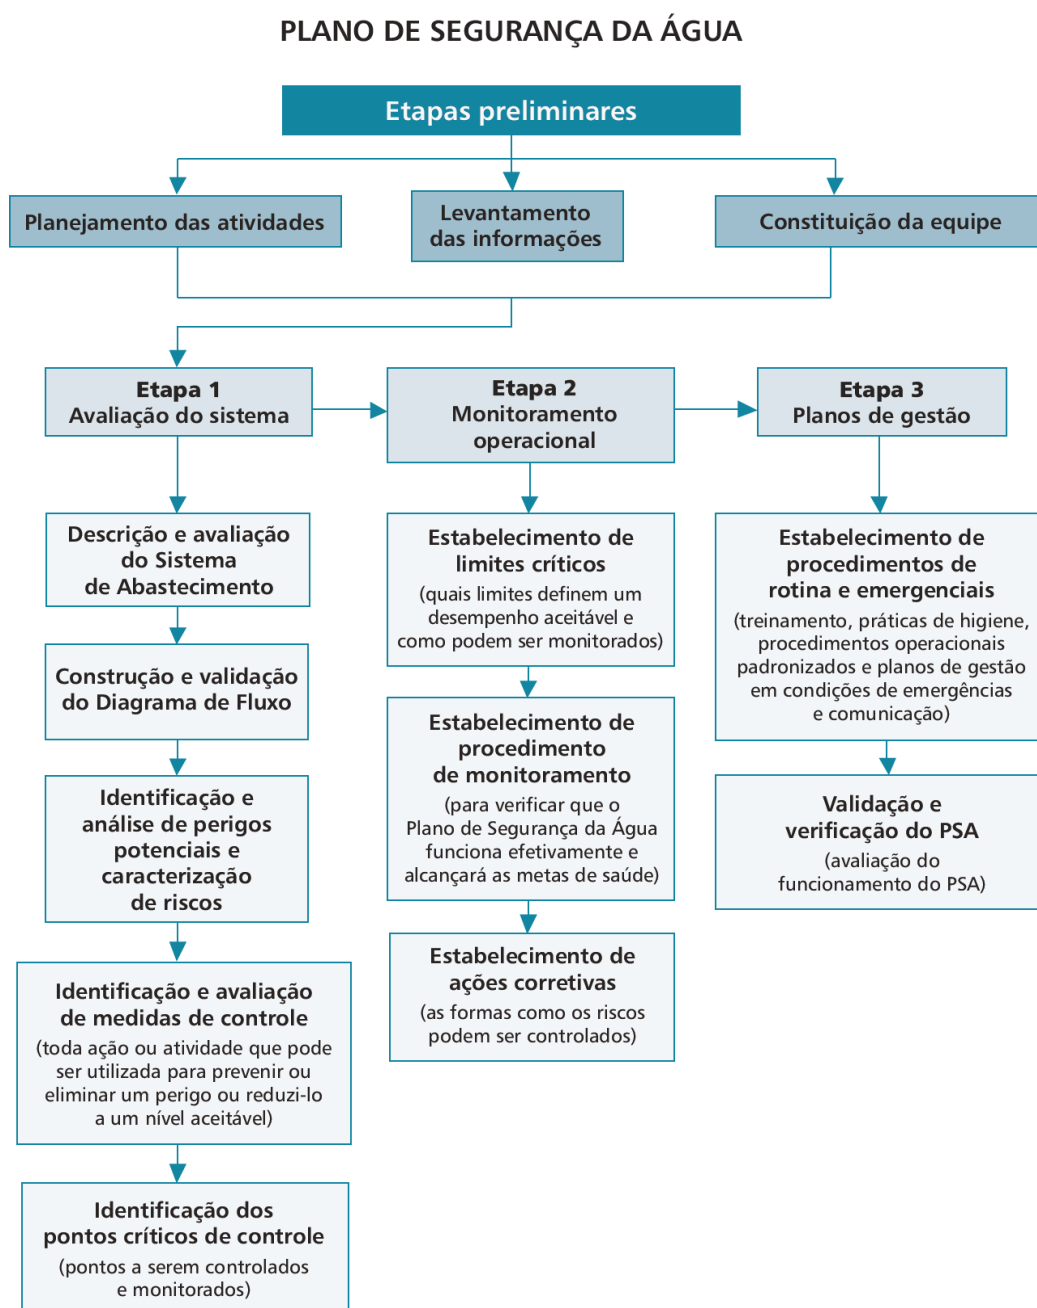 PLANO DE SEGURANÇA DA ÁGUA
Etapas preliminares
Planejamento das atividades
Levantamento
das informações
Constituição da equipe
Etapa 1
Avaliação do sistema
Etapa 2
Monitoramento
operacional
Etapa 3
Planos de gestão
Descrição e avaliação
do Sistema
de Abastecimento
Construção e validação
do Diagrama de Fluxo
Identificação e
análise de perigos
potenciais e
caracterização
de riscos
Identificação e avaliação
de medidas de controle
(toda ação ou atividade que pode
ser utilizada para prevenir ou
eliminar um perigo ou reduzi-lo
a um nível aceitável)
Identificação dos
pontos críticos de controle
(pontos a serem controlados
e monitorados)
Estabelecimento de
limites críticos
(quais limites definem um
desempenho aceitável e
como podem ser monitorados)
Estabelecimento de
procedimento
de monitoramento
(para verificar que o
Plano de Segurança da Água
funciona efetivamente e
alcançará as metas de saúde)
Estabelecimento de
ações corretivas
(as formas como os riscos
podem ser controlados)
Estabelecimento de
procedimentos de
rotina e emergenciais
(treinamento, práticas de higiene,
procedimentos operacionais
padronizados e planos de gestão
em condições de emergências
e comunicação)
Validação e
verificação do PSA
(avaliação do
funcionamento do PSA)